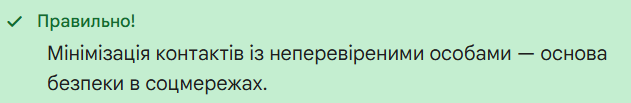 Правильно!
Мінімізація контактів із неперевіреними особами — основа
безпеки в соцмережах.